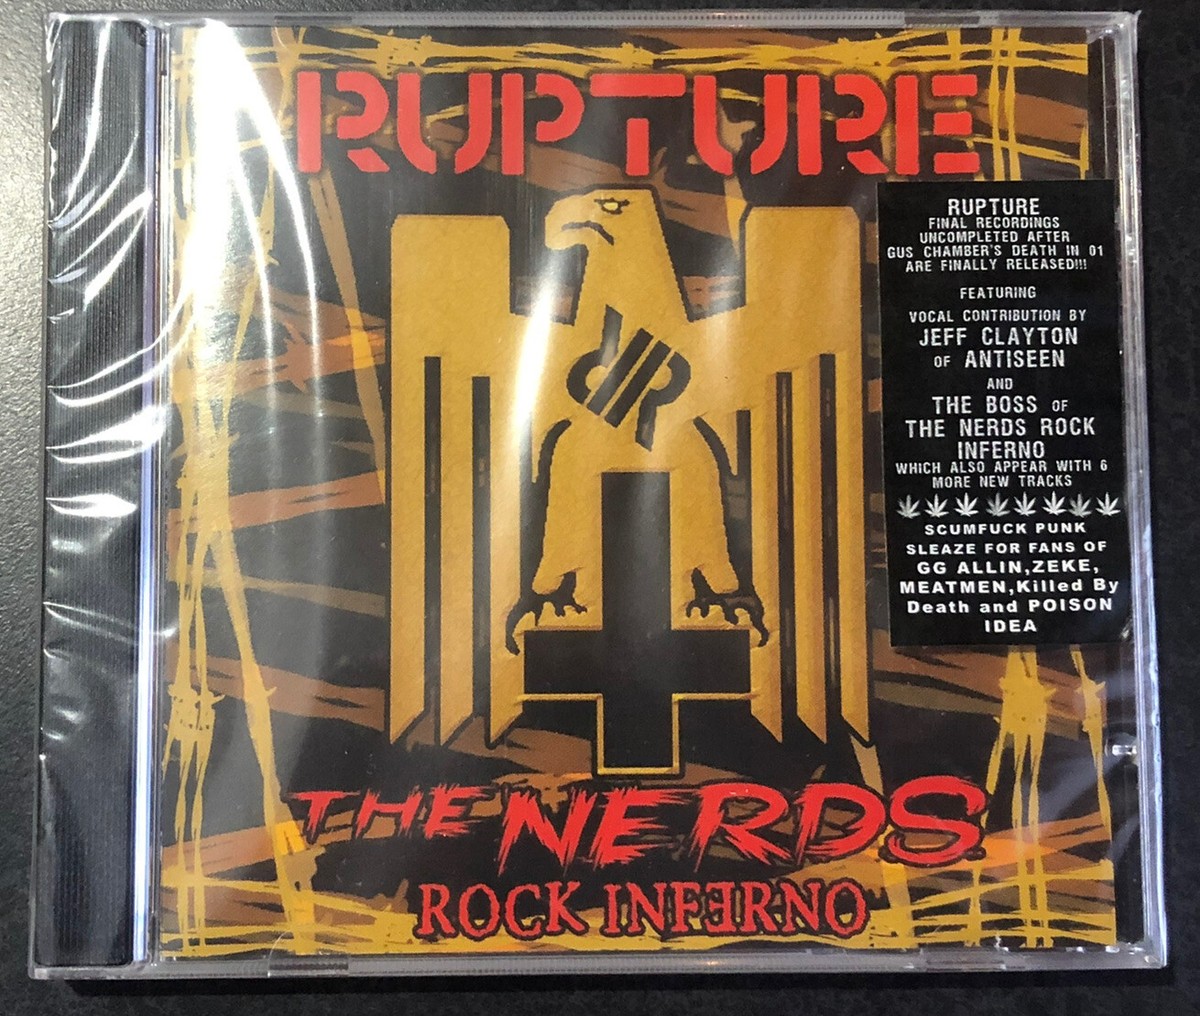 RUPTURE
RUPTURE
FINAL RECORDINGS
UNCOMPLETED AFTER
GUS CHAMBER'S DEATH IN 01
ARE FINALLY RELEASED!!!
FEATURING
VOCAL CONTRIBUTION BY
JEFF CLAYTON
OF ANTISEEN
AND
THE BOSS OF
THE NERDS ROCK
INFERNO
WHICH ALSO APPEAR WITH 6
MORE NEW TRACKS
SCUMFUCK PUNK
SLEAZE FOR FANS OF
GG ALLIN,ZEKE,
MEATMEN,Killed By
Death and POISON
IDEA
RR
THE NERDS
ROCK INFERNO